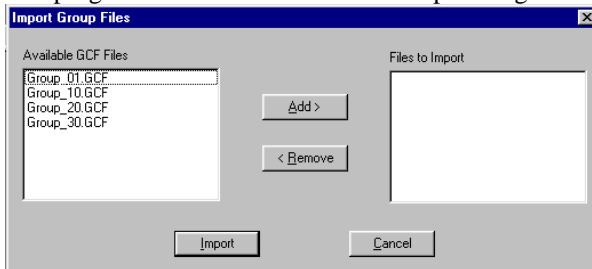 Import Group Files
Available GCF Files
Files to Import
Group_01.GCF
Group_10.GCF
Group_20.GCF
Group_30.GCF
Add >
< Remove
Import
Cancel